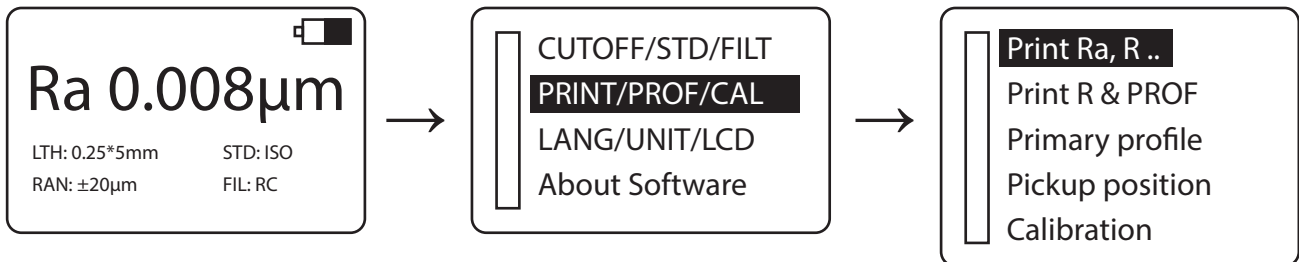 Ra 0.008µm
LTH: 0.25*5mm STD: ISO
RAN: ±20µm FIL: RC
CUTOFF/STD/FILT
PRINT/PROF/CAL
LANG/UNIT/LCD
About Software
Print Ra, R ..
Print R & PROF
Primary profile
Pickup position
Calibration